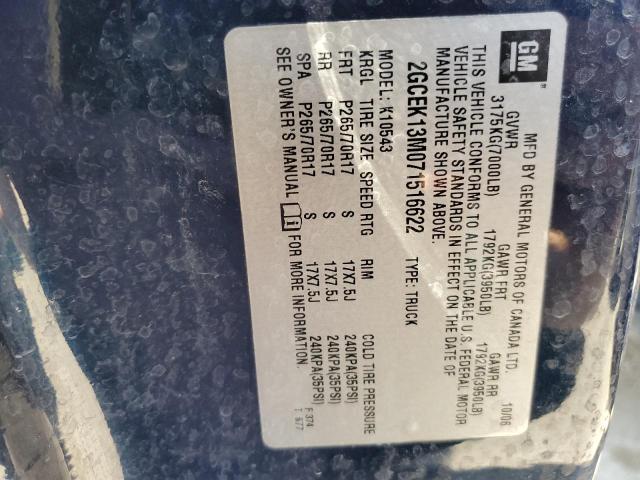 GM
MFD BY GENERAL MOTORS OF CANADA LTD. 10/06
GVWR GAWR FRT GAWR RR
3175KG(7000LB) 1792KG(3950LB) 1792KG(3950LB)
THIS VEHICLE CONFORMS TO ALL APPLICABLE U.S. FEDERAL MOTOR
VEHICLE SAFETY STANDARDS IN EFFECT ON THE DATE OF
MANUFACTURE SHOWN ABOVE.
2GCEK13M071516622 TYPE: TRUCK
MODEL: K10543
KRGL TIRE SIZE SPEED RTG RIM COLD TIRE PRESSURE
FRT P265/70R17 S 17X7.5J 240KPA(35PSI)
RR P265/70R17 S 17X7.5J 240KPA(35PSI)
SPA P265/70R17 S 17X7.5J 240KPA(35PSI)
SEE OWNER'S MANUAL i FOR MORE INFORMATION.
F 374
T 677